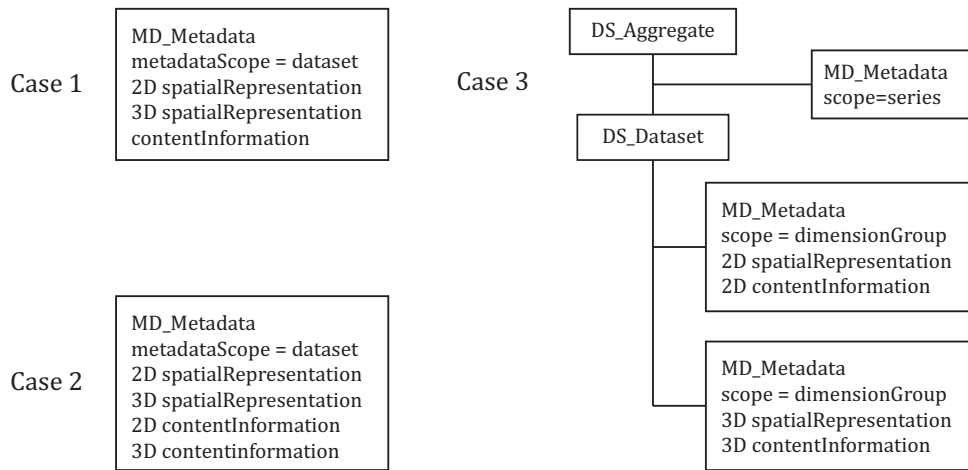 Case 1
MD_Metadata
metadataScope = dataset
2D spatialRepresentation
3D spatialRepresentation
contentInformation
Case 2
MD_Metadata
metadataScope = dataset
2D spatialRepresentation
3D spatialRepresentation
2D contentInformation
3D contentinformation
Case 3
DS_Aggregate
MD_Metadata
scope=series
DS_Dataset
MD_Metadata
scope = dimensionGroup
2D spatialRepresentation
2D contentInformation
MD_Metadata
scope = dimensionGroup
3D spatialRepresentation
3D contentInformation